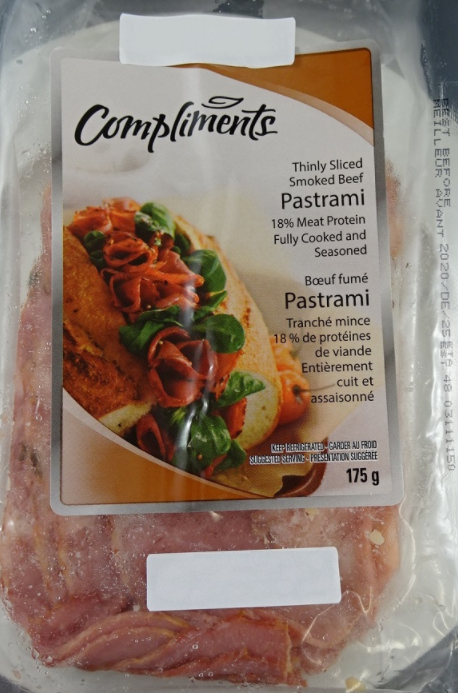 Compliments
Thinly Sliced
Smoked Beef
Pastrami
18% Meat Protein
Fully Cooked and
Seasoned
Bœuf fumé
Pastrami
Tranché mince
18 % de protéines
de viande
Entièrement
cuit et
assaisonné
KEEP REFRIGERATED - GARDER AU FROID
SUGGESTED SERVING - PRÉSENTATION SUGGÉRÉE
175 g
BEST BEFORE
MEILLEUR AVANT 2020/DE/25